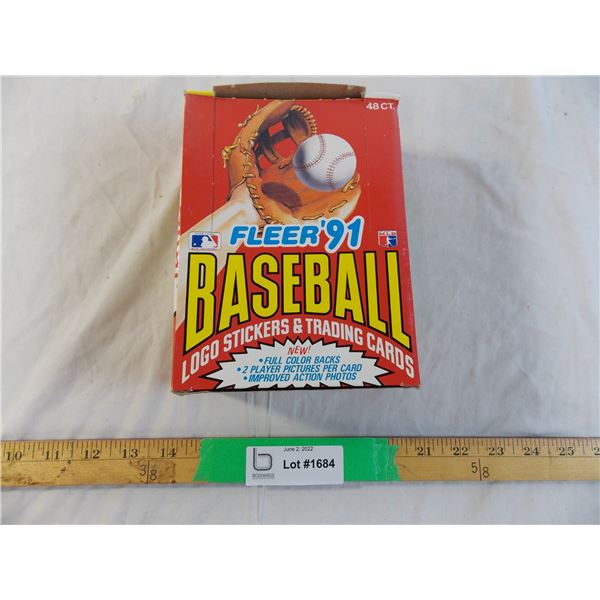 48 CT.
FLEER '91
BASEBALL
LOGO STICKERS & TRADING CARDS
NEW!
• FULL COLOR BACKS
• 2 PLAYER PICTURES PER CARD
• IMPROVED ACTION PHOTOS
10 11 12 13 14 21 22 23 24 25
3/8 5/8
June 2, 2022
Lot #1684
BODNARUS